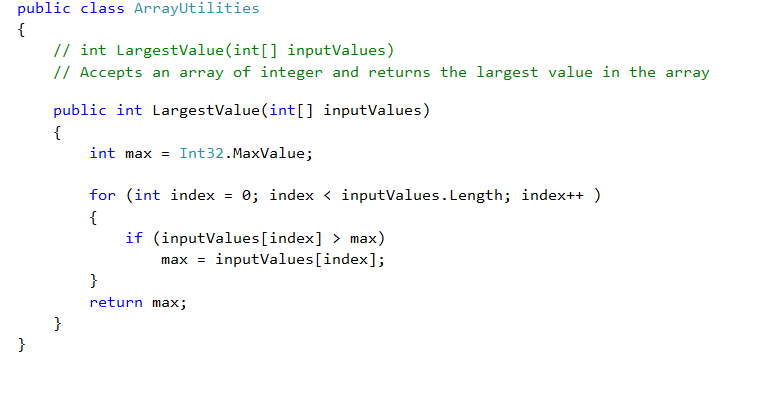 public class ArrayUtilities
{
// int LargestValue(int[] inputValues)
// Accepts an array of integer and returns the largest value in the array
public int LargestValue(int[] inputValues)
{
int max = Int32.MaxValue;
for (int index = 0; index < inputValues.Length; index++ )
{
if (inputValues[index] > max)
max = inputValues[index];
}
return max;
}
}